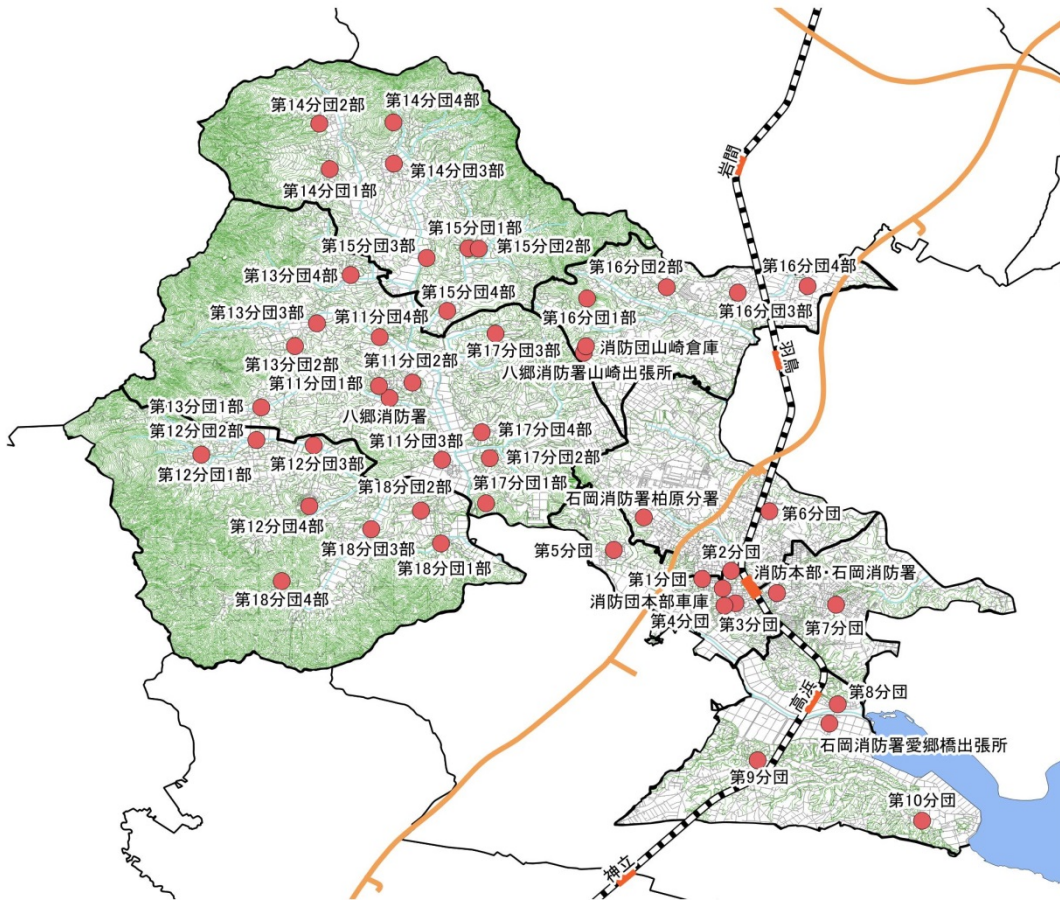 第14分団2部
第14分団4部
第14分団1部
第14分団3部
岩間
第15分団1部
第15分団3部
第15分団2部
第13分団4部
第16分団2部
第16分団4部
第15分団4部
第16分団3部
第13分団3部
第11分団4部
第16分団1部
第17分団3部
消防団山崎倉庫
羽鳥
第13分団2部
第11分団2部
八郷消防署山崎出張所
第11分団1部
第13分団1部
八郷消防署
第12分団2部
第11分団3部
第17分団4部
第12分団1部
第12分団3部
第17分団2部
第18分団2部
第17分団1部
石岡消防署柏原分署
第12分団4部
第6分団
第18分団3部
第5分団
第2分団
第18分団1部
消防本部・石岡消防署
第1分団
第18分団4部
消防団本部車庫
第4分団
第3分団
第7分団
高浜
第8分団
石岡消防署愛郷橋出張所
第9分団
第10分団
神立